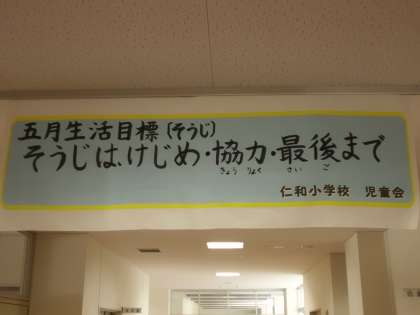 五月生活目標(そうじ)
そうじは、けじめ・協力・最後まで
きょう りょく さい ご
仁和小学校 児童会